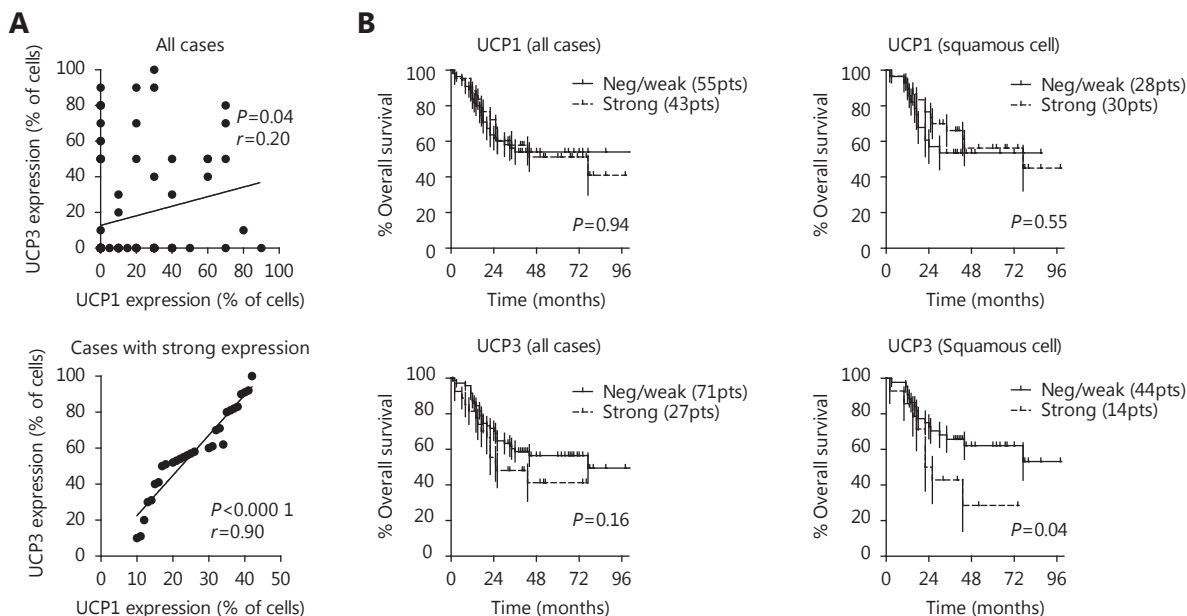 A
All cases
UCP3 expression (% of cells)
100
80
60
40
20
0
P=0.04
r=0.20
0 20 40 60 80 100
UCP1 expression (% of cells)
Cases with strong expression
UCP3 expression (% of cells)
100
80
60
40
20
0
P<0.000 1
r=0.90
0 10 20 30 40 50
UCP1 expression (% of cells)
B
UCP1 (all cases)
% Overall survival
100
80
60
40
20
0
Neg/weak (55pts)
Strong (43pts)
P=0.94
0 24 48 72 96
Time (months)
UCP1 (squamous cell)
% Overall survival
100
80
60
40
20
0
Neg/weak (28pts)
Strong (30pts)
P=0.55
0 24 48 72 96
Time (months)
UCP3 (all cases)
% Overall survival
100
80
60
40
20
0
Neg/weak (71pts)
Strong (27pts)
P=0.16
0 24 48 72 96
Time (months)
UCP3 (Squamous cell)
% Overall survival
100
80
60
40
20
0
Neg/weak (44pts)
Strong (14pts)
P=0.04
0 24 48 72 96
Time (months)